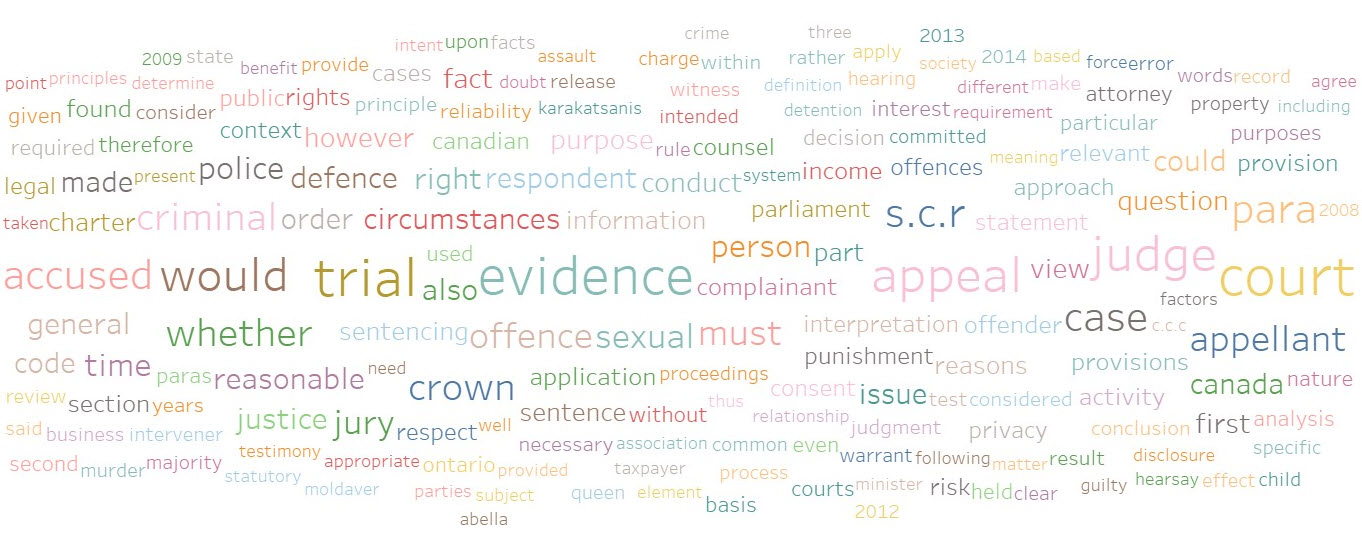 crime three 2013
intent upon facts
2009 state assault charge within rather apply society 2014 based force error
benefit provide cases fact doubt release witness definition hearing different make words record agree
point principles determine public rights principle reliability karakatsanis intended detention interest requirement attorney property including
given found consider context however canadian purpose rule counsel decision committed particular purposes
required therefore police defence right respondent conduct system income offences meaning relevant could provision
legal made present approach question para 2008
taken charter criminal order circumstances information parliament s.c.r statement
used person part judge
accused would trial also evidence complainant appeal view court
factors
general whether sentencing offence sexual must interpretation offender case c.c.c appellant
code time paras reasonable need crown application proceedings punishment reasons provisions canada nature
review section years thus consent issue test considered activity
said business intervener justice jury respect well sentence without relationship judgment privacy conclusion first analysis
second murder majority testimony necessary association common even warrant following matter result disclosure specific
statutory appropriate ontario provided taxpayer process courts minister risk held clear guilty hearsay effect child
moldaver parties subject queen element basis 2012
abella